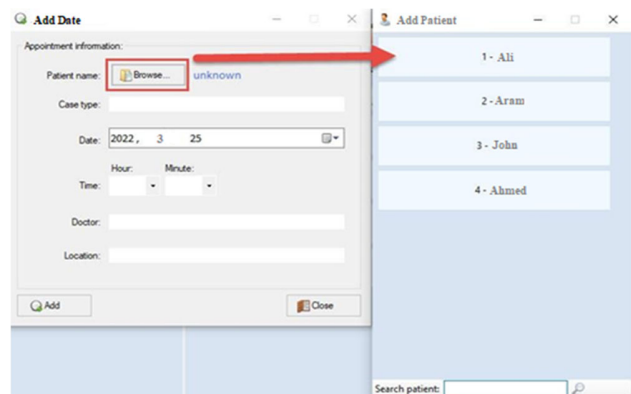 Add Date
Appointment infromation:
Patient name:
Browse...
unknown
Case type:
Date:
2022, 3 25
Hour:
Minute:
Time:
Doctor:
Location:
Add
Close
Add Patient
1 - Ali
2 - Aram
3 - John
4 - Ahmed
Search patient: